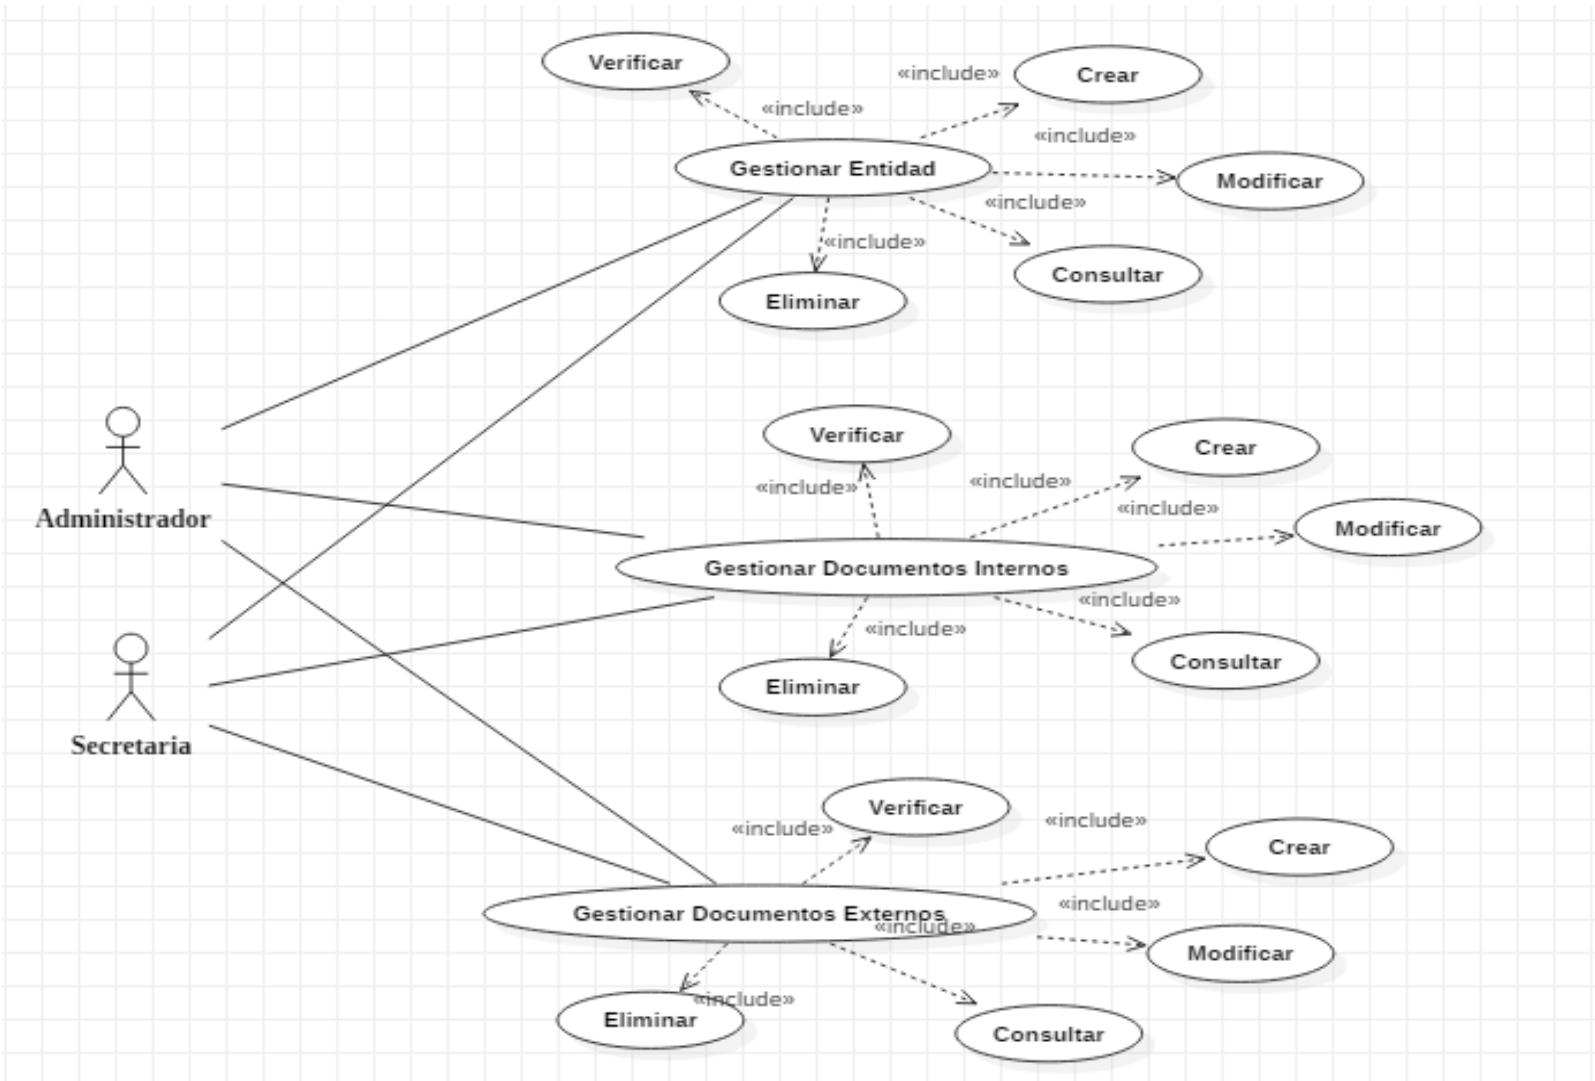 Verificar
«include»
Crear
«include»
«include»
Gestionar Entidad
Modificar
«include»
«include»
Consultar
Eliminar
Administrador
Verificar
Crear
«include»
«include»
«include»
Modificar
Gestionar Documentos Internos
«include»
«include»
Consultar
Eliminar
Secretaria
Verificar
«include»
«include»
Crear
«include»
Gestionar Documentos Externos
«include»
Modificar
«include»
Eliminar
Consultar